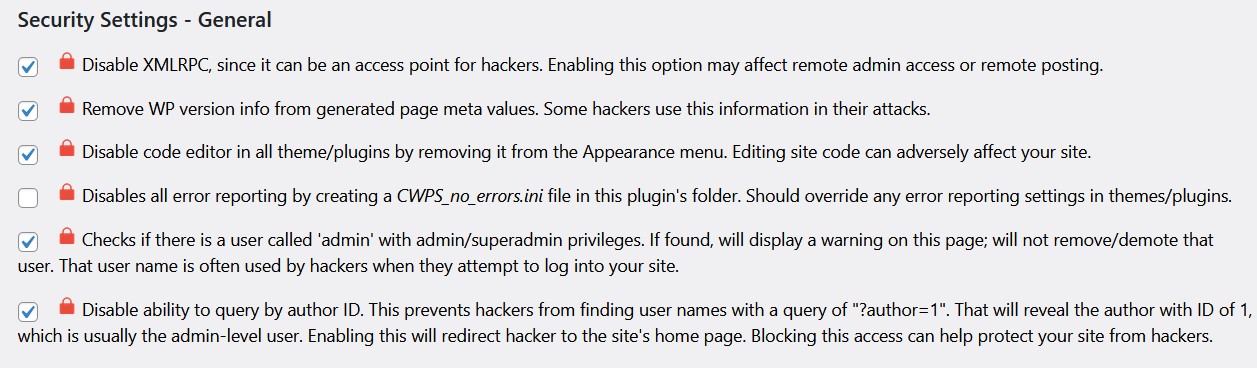 Security Settings - General
Disable XMLRPC, since it can be an access point for hackers. Enabling this option may affect remote admin access or remote posting.
Remove WP version info from generated page meta values. Some hackers use this information in their attacks.
Disable code editor in all theme/plugins by removing it from the Appearance menu. Editing site code can adversely affect your site.
Disables all error reporting by creating a CWPS_no_errors.ini file in this plugin's folder. Should override any error reporting settings in themes/plugins.
Checks if there is a user called 'admin' with admin/superadmin privileges. If found, will display a warning on this page; will not remove/demote that
user. That user name is often used by hackers when they attempt to log into your site.
Disable ability to query by author ID. This prevents hackers from finding user names with a query of "?author=1". That will reveal the author with ID of 1,
which is usually the admin-level user. Enabling this will redirect hacker to the site's home page. Blocking this access can help protect your site from hackers.